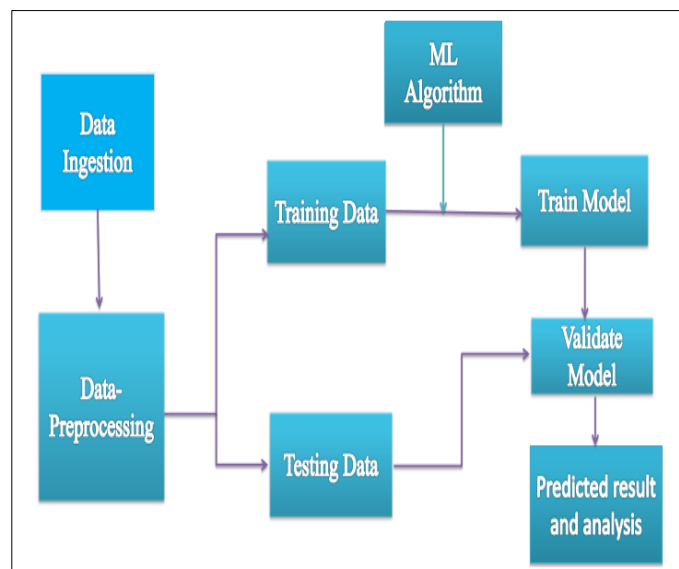 Data
Ingestion
Data-
Preprocessing
Training Data
Testing Data
ML
Algorithm
Train Model
Validate
Model
Predicted result
and analysis